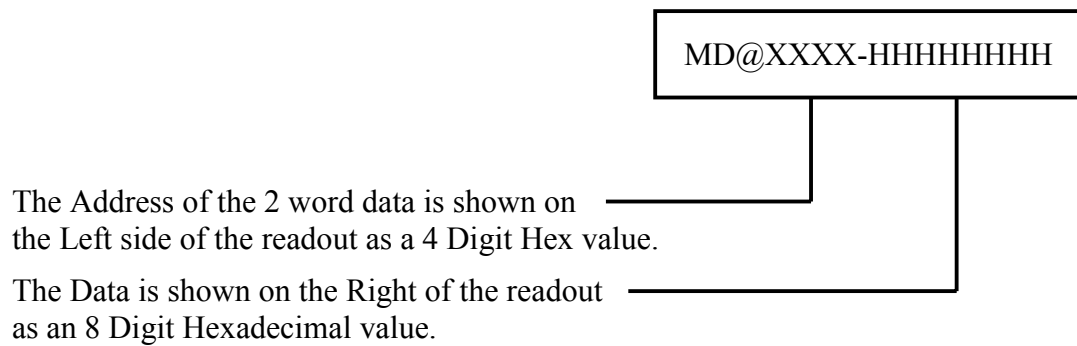 MD@XXXX-HHHHHHHH
The Address of the 2 word data is shown on
the Left side of the readout as a 4 Digit Hex value.
The Data is shown on the Right of the readout
as an 8 Digit Hexadecimal value.